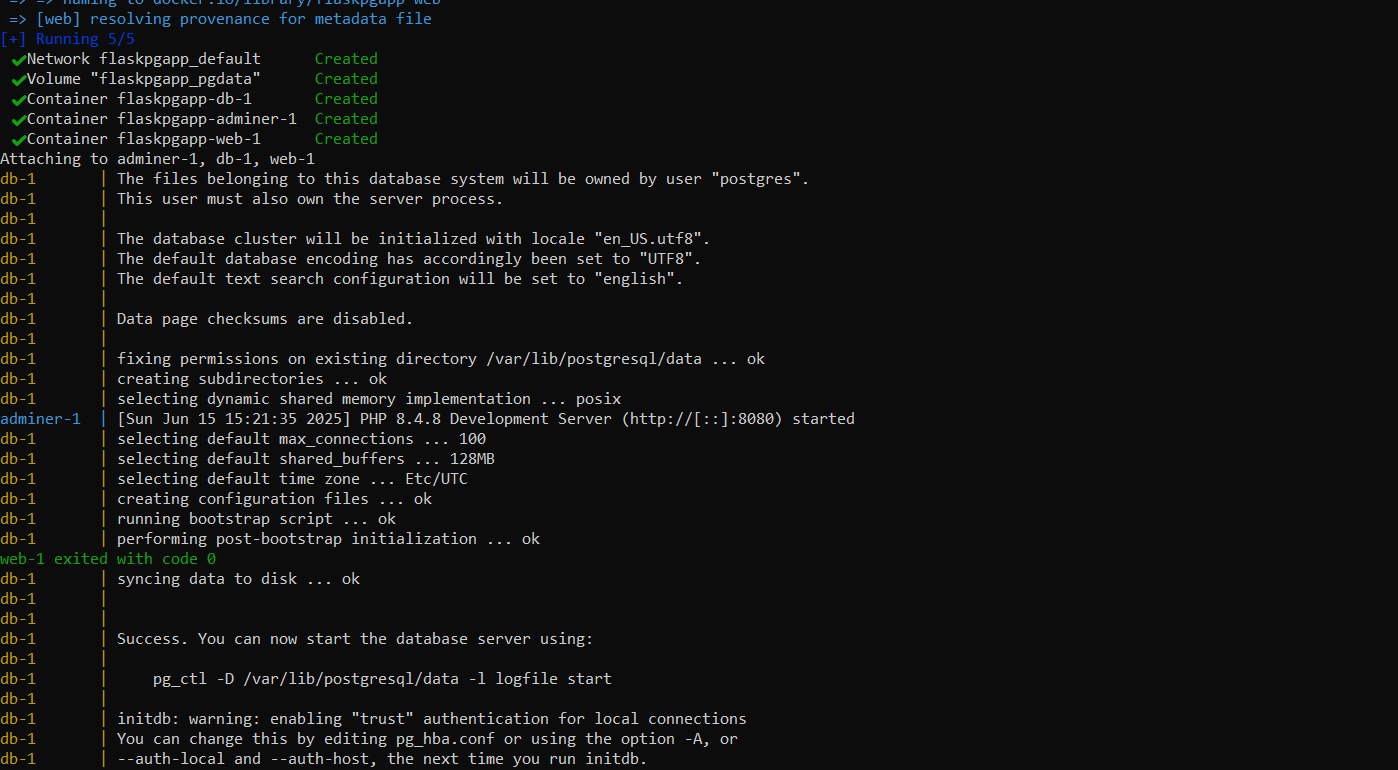 => => naming to docker.io/library/flaskpgapp-web
=> [web] resolving provenance for metadata file
[+] Running 5/5
✔Network flaskpgapp_default Created
✔Volume "flaskpgapp_pgdata" Created
✔Container flaskpgapp-db-1 Created
✔Container flaskpgapp-adminer-1 Created
✔Container flaskpgapp-web-1 Created
Attaching to adminer-1, db-1, web-1
db-1 | The files belonging to this database system will be owned by user "postgres".
db-1 | This user must also own the server process.
db-1 |
db-1 | The database cluster will be initialized with locale "en_US.utf8".
db-1 | The default database encoding has accordingly been set to "UTF8".
db-1 | The default text search configuration will be set to "english".
db-1 |
db-1 | Data page checksums are disabled.
db-1 |
db-1 | fixing permissions on existing directory /var/lib/postgresql/data ... ok
db-1 | creating subdirectories ... ok
db-1 | selecting dynamic shared memory implementation ... posix
adminer-1 | [Sun Jun 15 15:21:35 2025] PHP 8.4.8 Development Server (http://[::]:8080) started
db-1 | selecting default max_connections ... 100
db-1 | selecting default shared_buffers ... 128MB
db-1 | selecting default time zone ... Etc/UTC
db-1 | creating configuration files ... ok
db-1 | running bootstrap script ... ok
db-1 | performing post-bootstrap initialization ... ok
web-1 exited with code 0
db-1 | syncing data to disk ... ok
db-1 |
db-1 |
db-1 | Success. You can now start the database server using:
db-1 |
db-1 | pg_ctl -D /var/lib/postgresql/data -l logfile start
db-1 |
db-1 | initdb: warning: enabling "trust" authentication for local connections
db-1 | You can change this by editing pg_hba.conf or using the option -A, or
db-1 | --auth-local and --auth-host, the next time you run initdb.